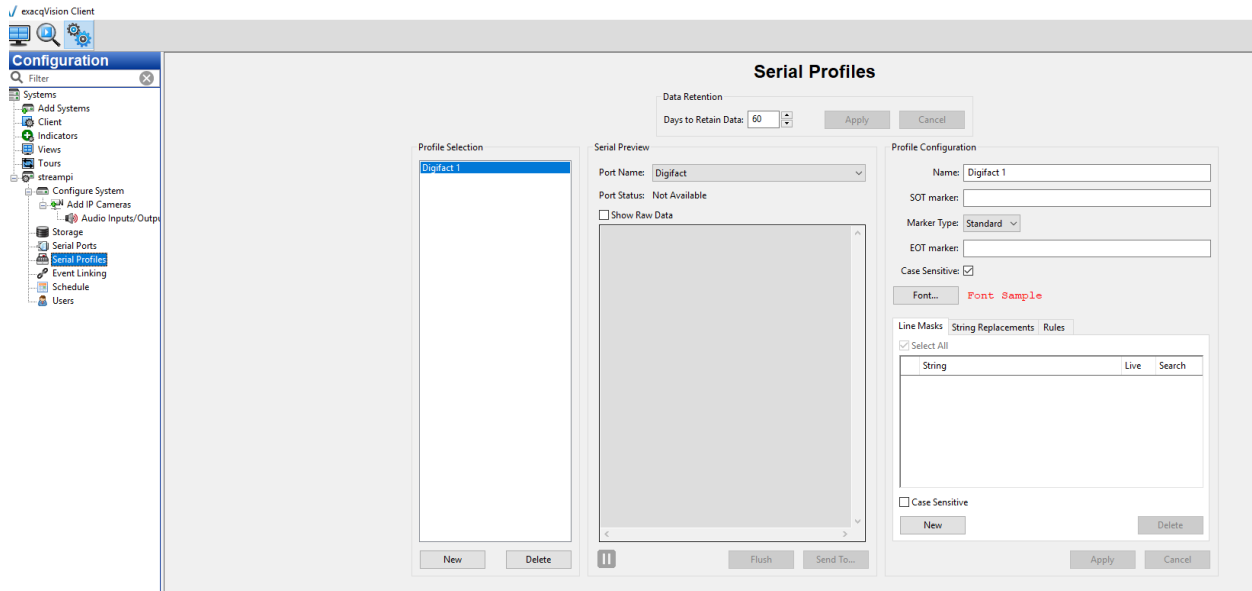 exacqVision Client
Configuration
Filter
Systems
Add Systems
Client
Indicators
Views
Tours
streampi
Configure System
Add IP Cameras
Audio Inputs/Outpu
Storage
Serial Ports
Serial Profiles
Event Linking
Schedule
Users
Serial Profiles
Data Retention
Days to Retain Data: 60 Apply Cancel
Profile Selection
Digifact 1
New Delete
Serial Preview
Port Name: Digifact
Port Status: Not Available
Show Raw Data
Flush Send To...
Profile Configuration
Name: Digifact 1
SOT marker:
Marker Type: Standard
EOT marker:
Case Sensitive:
Font... Font Sample
Line Masks String Replacements Rules
Select All
String Live Search
Case Sensitive
New Delete
Apply Cancel